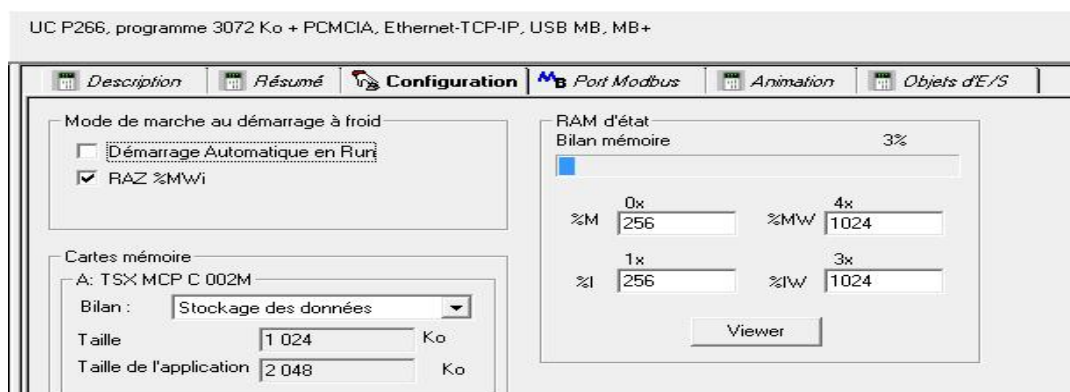 UC P266, programme 3072 Ko + PCMCIA, Ethernet-TCP-IP, USB MB, MB+
Description Résumé Configuration MB Port Modbus Animation Objets d'E/S
Mode de marche au démarrage à froid
Démarrage Automatique en Run
RAZ %MWi
Cartes mémoire
A: TSX MCP C 002M
Bilan : Stockage des données
Taille 1 024 Ko
Taille de l'application 2 048 Ko
RAM d'état
Bilan mémoire 3%
0x 4x
%M 256 %MW 1024
1x 3x
%I 256 %IW 1024
Viewer